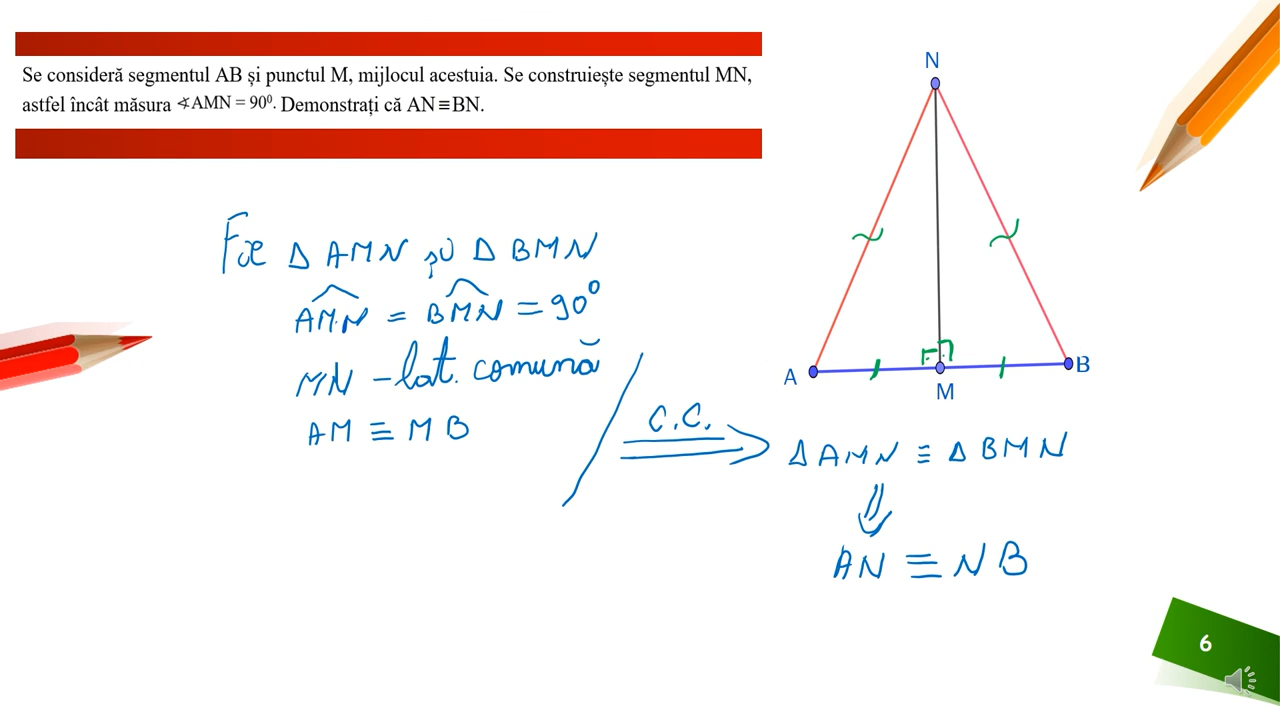 Se consideră segmentul AB și punctul M, mijlocul acestuia. Se construiește segmentul MN,
astfel încât măsura ∢AMN = 90⁰. Demonstrați că AN≡BN.
N
A
M
B
Fie Δ AMN și Δ BMN
AMN = BMN = 90⁰
MN – lat. comună
AM ≡ MB
C.C.
Δ AMN ≡ Δ BMN
⇓
AN ≡ NB
6